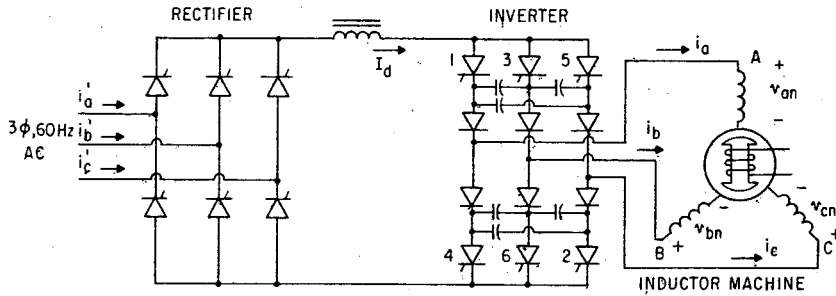 RECTIFIER
INVERTER
I_d
1
3
5
i_a
A
+
v_an
-
i_a'
i_b'
i_c'
3ϕ,60Hz
AC
i_b
-
v_cn
+
C
-
v_bn
+
B
4
6
2
i_c
INDUCTOR MACHINE